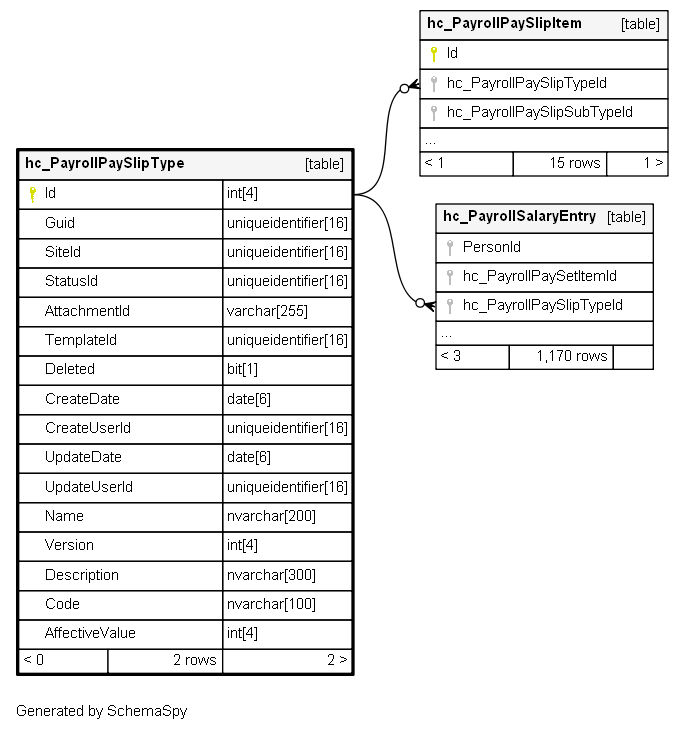 hc_PayrollPaySlipItem [table]
Id
hc_PayrollPaySlipTypeId
hc_PayrollPaySlipSubTypeId
...
< 1 15 rows 1 >
hc_PayrollPaySlipType [table]
Id int[4]
Guid uniqueidentifier[16]
SiteId uniqueidentifier[16]
StatusId uniqueidentifier[16]
AttachmentId varchar[255]
TemplateId uniqueidentifier[16]
Deleted bit[1]
CreateDate date[6]
CreateUserId uniqueidentifier[16]
UpdateDate date[6]
UpdateUserId uniqueidentifier[16]
Name nvarchar[200]
Version int[4]
Description nvarchar[300]
Code nvarchar[100]
AffectiveValue int[4]
< 0 2 rows 2 >
hc_PayrollSalaryEntry [table]
PersonId
hc_PayrollPaySetItemId
hc_PayrollPaySlipTypeId
...
< 3 1,170 rows
Generated by SchemaSpy